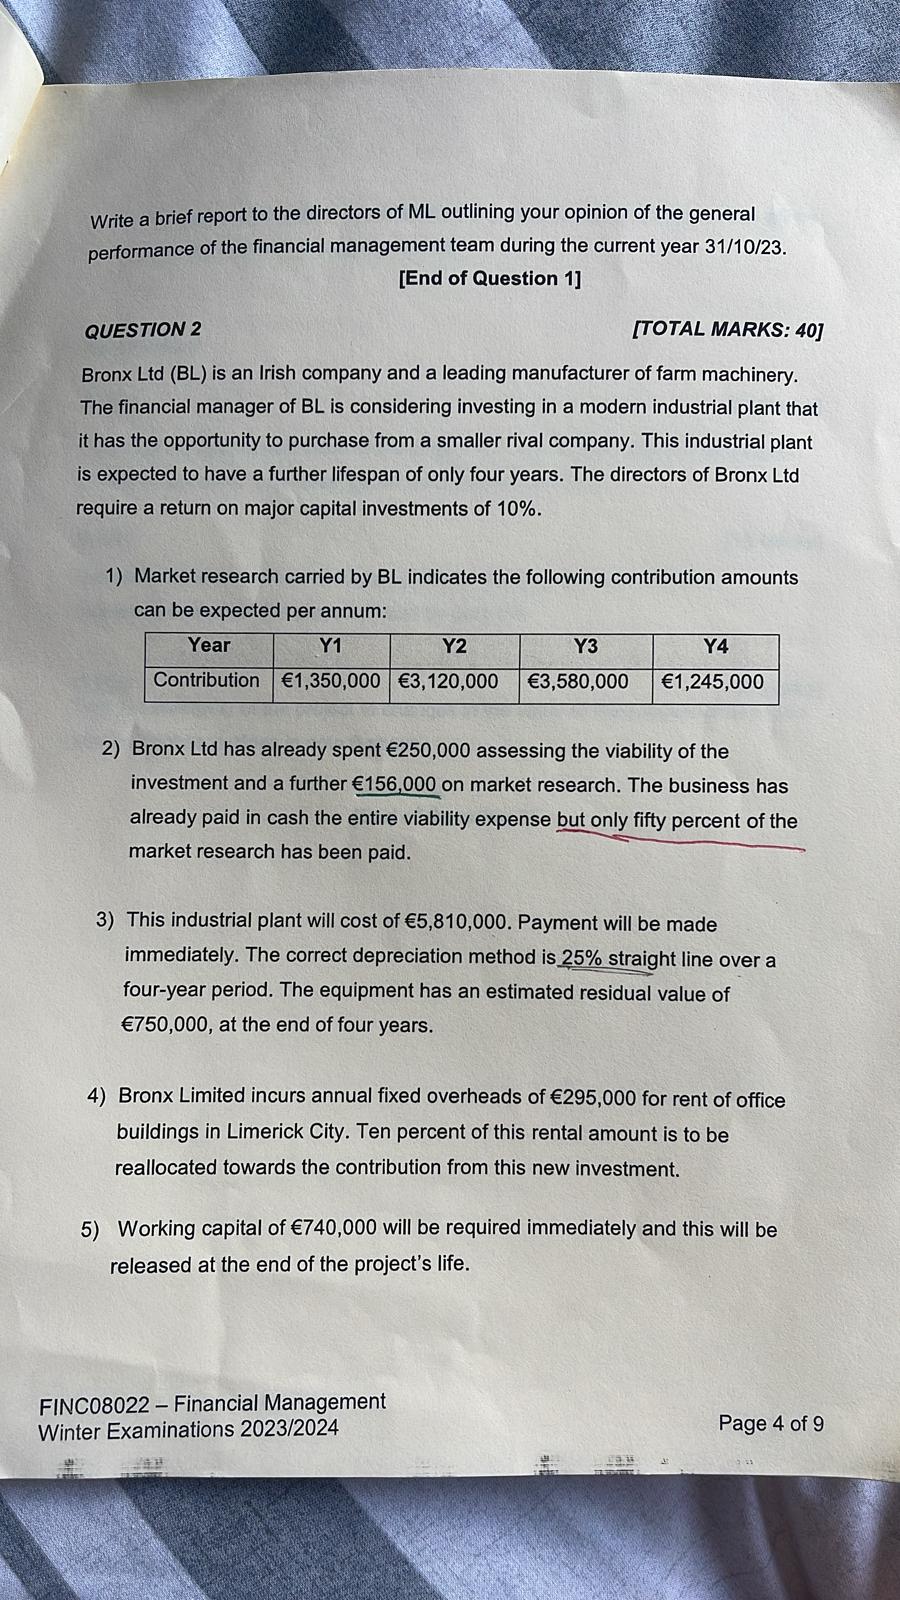 Write a brief report to the directors of ML outlining your opinion of the general
performance of the financial management team during the current year 31/10/23.
[End of Question 1]
QUESTION 2 [TOTAL MARKS: 40]
Bronx Ltd (BL) is an Irish company and a leading manufacturer of farm machinery.
The financial manager of BL is considering investing in a modern industrial plant that
it has the opportunity to purchase from a smaller rival company. This industrial plant
is expected to have a further lifespan of only four years. The directors of Bronx Ltd
require a return on major capital investments of 10%.
1) Market research carried by BL indicates the following contribution amounts
can be expected per annum:
Year Y1 Y2 Y3 Y4
Contribution €1,350,000 €3,120,000 €3,580,000 €1,245,000
2) Bronx Ltd has already spent €250,000 assessing the viability of the
investment and a further €156,000 on market research. The business has
already paid in cash the entire viability expense but only fifty percent of the
market research has been paid.
3) This industrial plant will cost of €5,810,000. Payment will be made
immediately. The correct depreciation method is 25% straight line over a
four-year period. The equipment has an estimated residual value of
€750,000, at the end of four years.
4) Bronx Limited incurs annual fixed overheads of €295,000 for rent of office
buildings in Limerick City. Ten percent of this rental amount is to be
reallocated towards the contribution from this new investment.
5) Working capital of €740,000 will be required immediately and this will be
released at the end of the project's life.
FINC08022 – Financial Management
Winter Examinations 2023/2024
Page 4 of 9